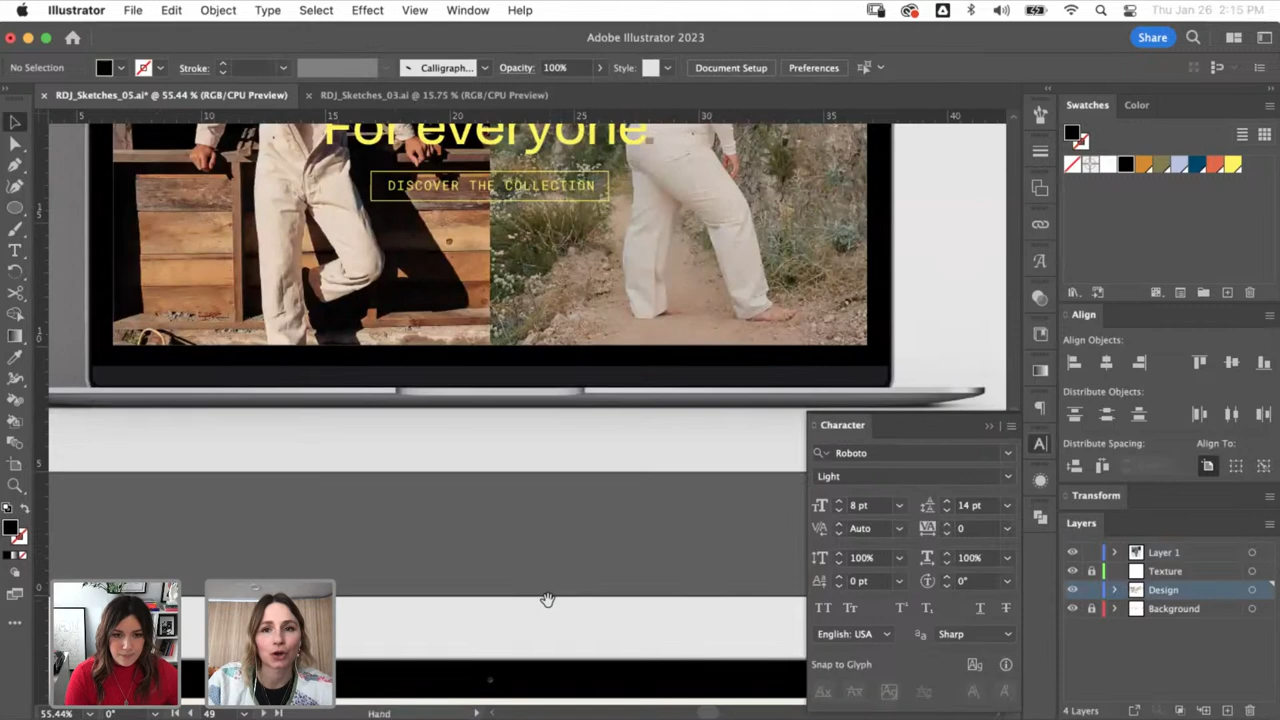 Illustrator File Edit Object Type Select Effect View Window Help Thu Jan 26 2:15 PM
Adobe Illustrator 2023 Share
No Selection Stroke: Calligraph... Opacity: 100% Style: Document Setup Preferences
RDJ_Sketches_05.ai* @ 55.44 % (RGB/CPU Preview) RDJ_Sketches_03.ai @ 15.75 % (RGB/CPU Preview)
Swatches Color
5 10 15 20 25 30 35 40
For everyone
DISCOVER THE COLLECTION
15
10
5
0
Align
Align Objects:
Distribute Objects:
Distribute Spacing: Align To:
Character
Roboto
Light
8 pt 14 pt
Auto 0
100% 100%
0 pt 0°
English: USA Sharp
Snap to Glyph
Transform
Layers
Layer 1
Texture
Design
Background
4 Layers
55.44% 0° 49 Hand